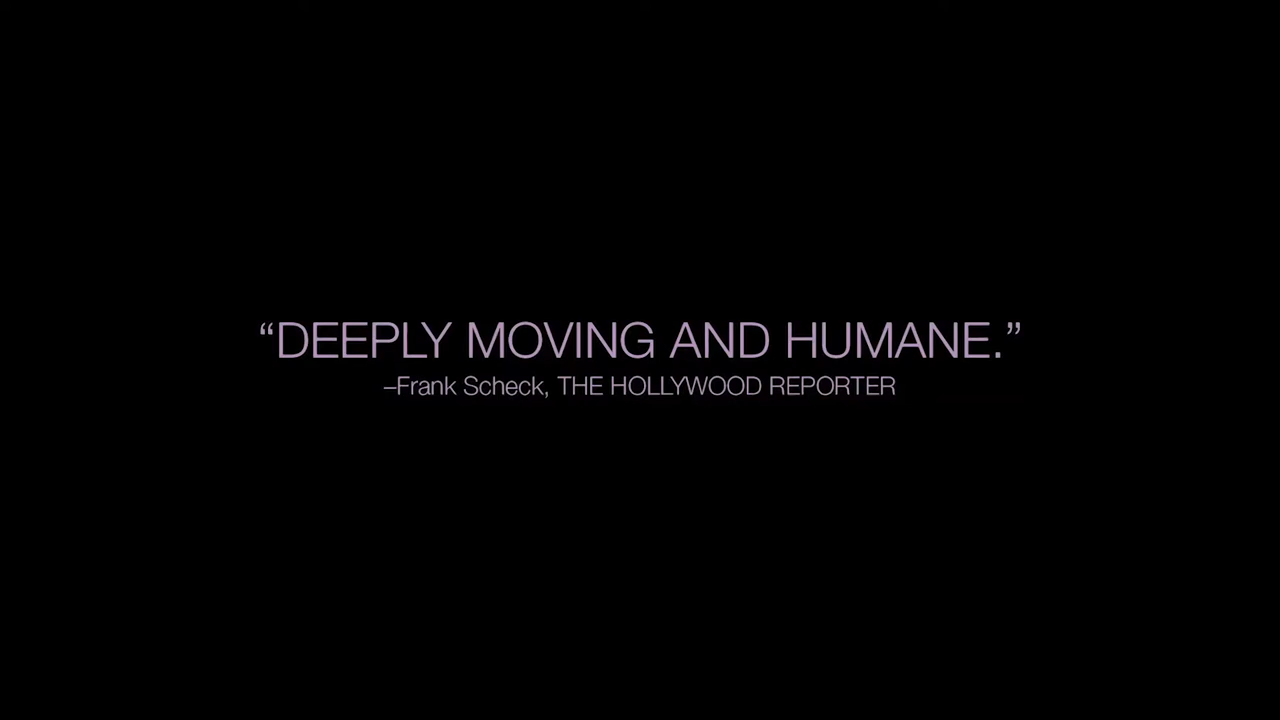 “DEEPLY MOVING AND HUMANE.”
–Frank Scheck, THE HOLLYWOOD REPORTER